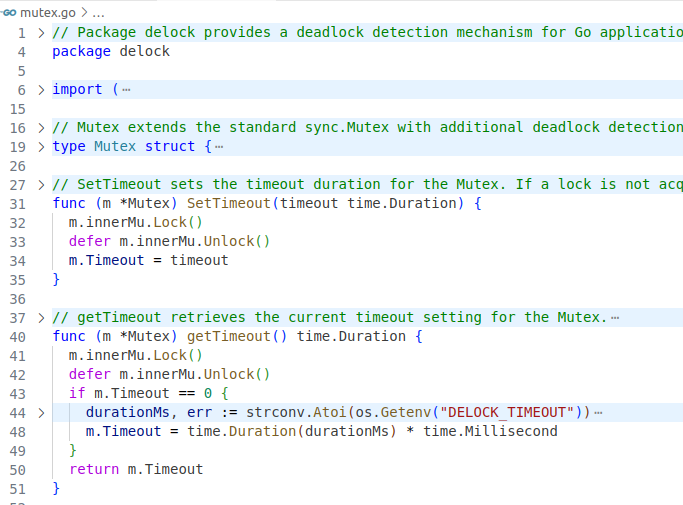 mutex.go > ...
1 > // Package delock provides a deadlock detection mechanism for Go applicatio
4 package delock
5
6 > import ( ⋯
15
16 > // Mutex extends the standard sync.Mutex with additional deadlock detection
19 > type Mutex struct { ⋯
26
27 > // SetTimeout sets the timeout duration for the Mutex. If a lock is not acq
31 func (m *Mutex) SetTimeout(timeout time.Duration) {
32 m.innerMu.Lock()
33 defer m.innerMu.Unlock()
34 m.Timeout = timeout
35 }
36
37 > // getTimeout retrieves the current timeout setting for the Mutex. ⋯
40 func (m *Mutex) getTimeout() time.Duration {
41 m.innerMu.Lock()
42 defer m.innerMu.Unlock()
43 if m.Timeout == 0 {
44 > durationMs, err := strconv.Atoi(os.Getenv("DELOCK_TIMEOUT")) ⋯
48 m.Timeout = time.Duration(durationMs) * time.Millisecond
49 }
50 return m.Timeout
51 }